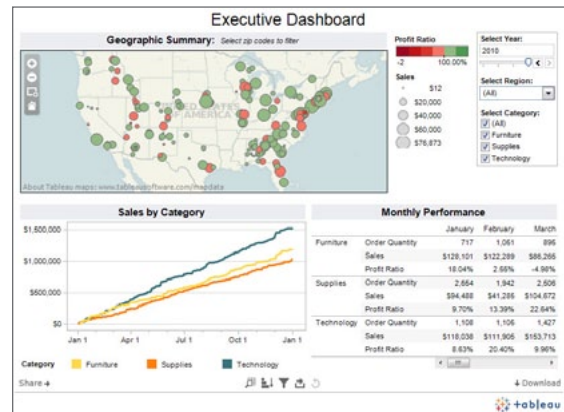 Executive Dashboard
Geographic Summary: Select zip codes to filter
UNITED STATES
OF AMERICA
About Tableau maps: www.tableausoftware.com/mapdata
Profit Ratio
-2 100.00%
Sales
$12
$20,000
$40,000
$60,000
$76,873
Select Year:
2010
Select Region:
(All)
Select Category:
(All)
Furniture
Supplies
Technology
Sales by Category
$1,500,000
$1,000,000
$500,000
$0
Jan 1 Apr 1 Jul 1 Oct 1 Jan 1
Category Furniture Supplies Technology
Monthly Performance
January February March
Furniture Order Quantity 717 1,061 896
Sales $128,101 $122,289 $86,266
Profit Ratio 18.04% 2.66% -4.98%
Supplies Order Quantity 2,664 1,942 2,506
Sales $94,488 $41,286 $104,672
Profit Ratio 9.70% 13.39% 22.64%
Technology Order Quantity 1,108 1,106 1,427
Sales $118,038 $111,905 $153,713
Profit Ratio 8.63% 20.40% 9.96%
Share
Download
+ableau